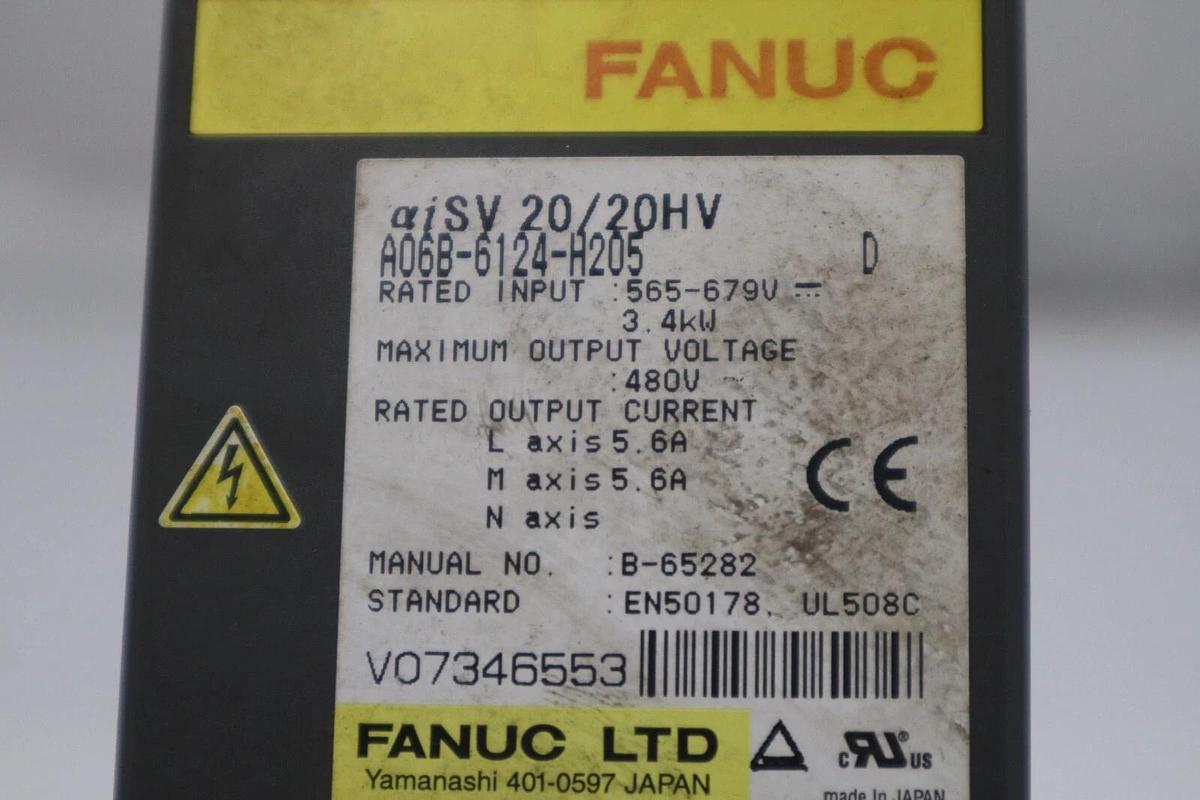 FANUC
αiSV 20/20HV
A06B-6124-H205 D
RATED INPUT :565-679V ⎓
3.4kW
MAXIMUM OUTPUT VOLTAGE
:480V ~
RATED OUTPUT CURRENT
L axis 5.6A
M axis 5.6A
N axis
CE
MANUAL NO. :B-65282
STANDARD :EN50178, UL508C
V07346553
FANUC LTD
Yamanashi 401-0597 JAPAN
c RU® US
made in JAPAN